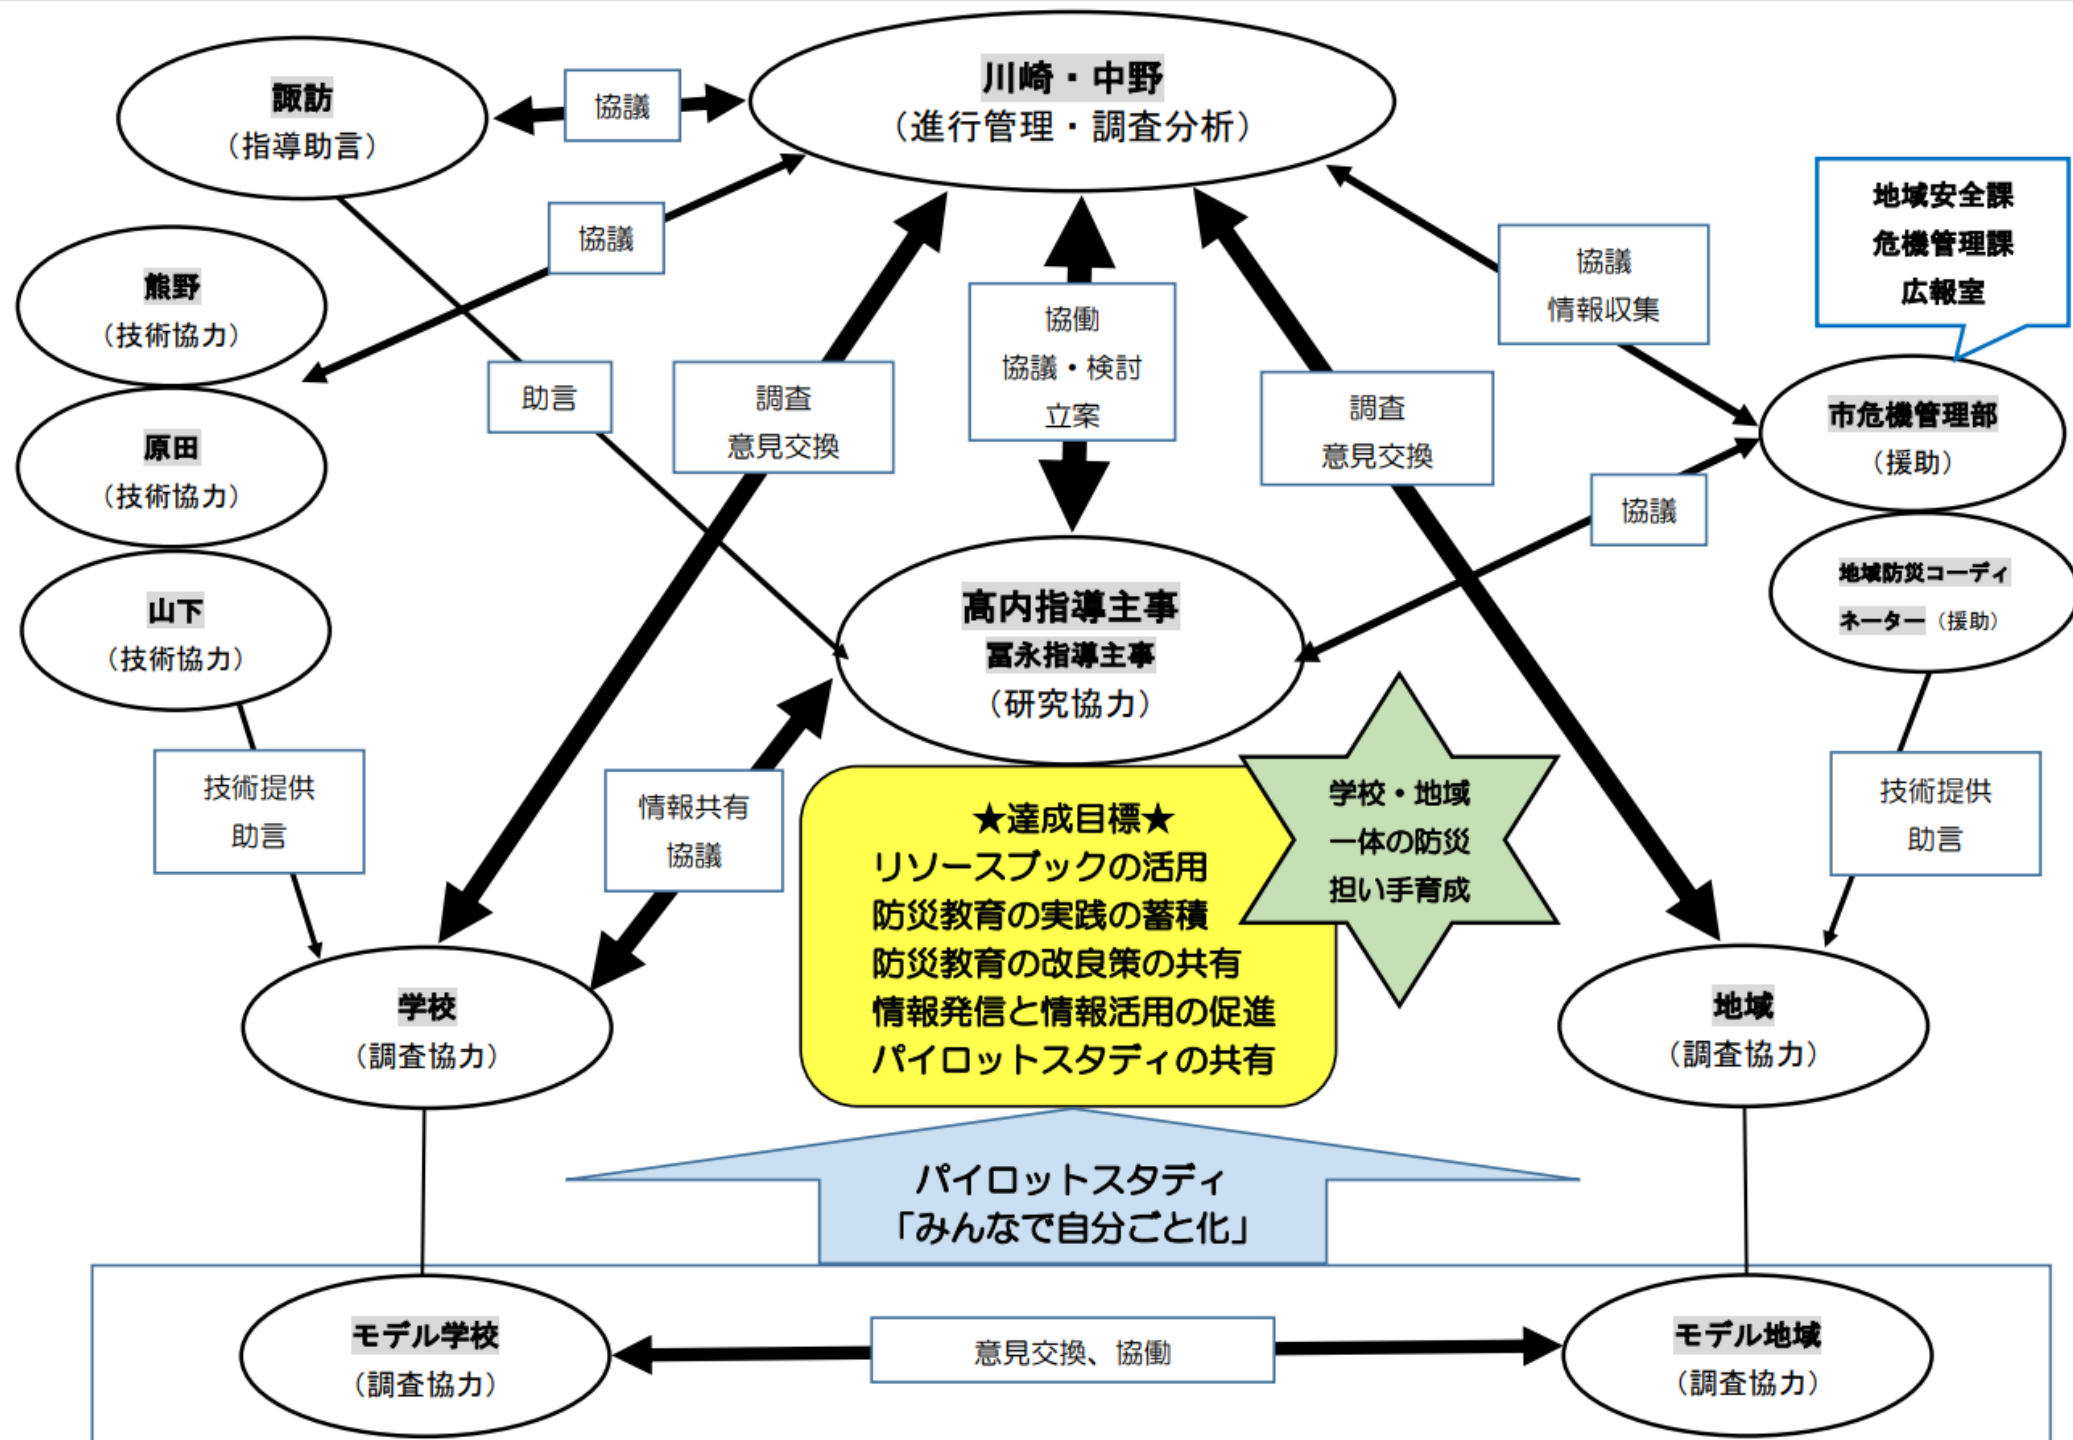 諏訪
（指導助言）
協議
川崎・中野
（進行管理・調査分析）
協議
地域安全課
危機管理課
広報室
熊野
（技術協力）
助言
調査
意見交換
協働
協議・検討
立案
調査
意見交換
協議
情報収集
原田
（技術協力）
市危機管理部
（援助）
協議
山下
（技術協力）
髙内指導主事
冨永指導主事
（研究協力）
地域防災コーディ
ネーター（援助）
技術提供
助言
情報共有
協議
★達成目標★
リソースブックの活用
防災教育の実践の蓄積
防災教育の改良策の共有
情報発信と情報活用の促進
パイロットスタディの共有
学校・地域
一体の防災
担い手育成
技術提供
助言
学校
（調査協力）
地域
（調査協力）
パイロットスタディ
「みんなで自分ごと化」
モデル学校
（調査協力）
意見交換、協働
モデル地域
（調査協力）